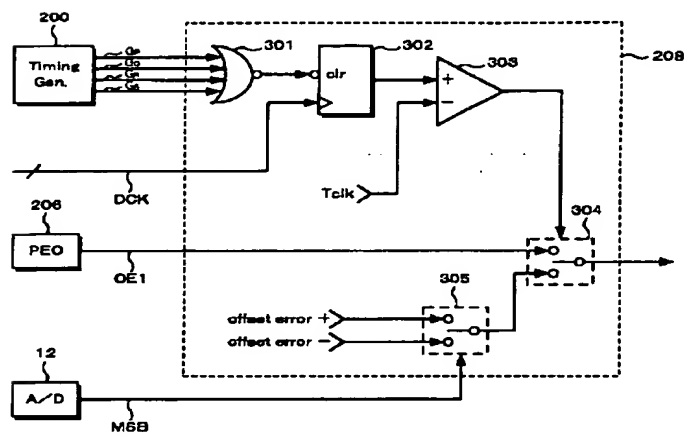 200
301
302
303
209
Timing
Gen.
clr
+
−
Tclk
DCK
206
304
PEO
OE1
305
offset error +
offset error −
12
A/D
MSB